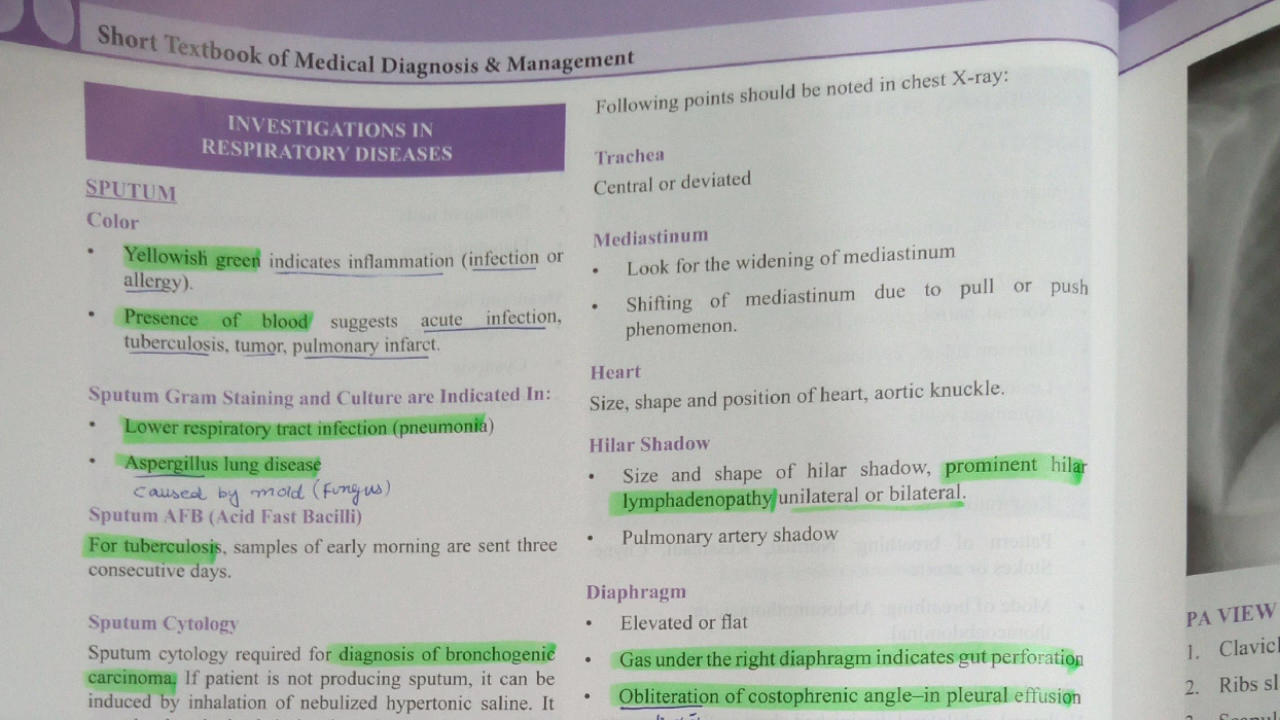 Short Textbook of Medical Diagnosis & Management
INVESTIGATIONS IN
RESPIRATORY DISEASES
SPUTUM
Color
• Yellowish green indicates inflammation (infection or
allergy).
• Presence of blood suggests acute infection,
tuberculosis, tumor, pulmonary infarct.
Sputum Gram Staining and Culture are Indicated In:
• Lower respiratory tract infection (pneumonia)
• Aspergillus lung disease
caused by mold (fungus)
Sputum AFB (Acid Fast Bacilli)
For tuberculosis, samples of early morning are sent three
consecutive days.
Sputum Cytology
Sputum cytology required for diagnosis of bronchogenic
carcinoma. If patient is not producing sputum, it can be
induced by inhalation of nebulized hypertonic saline. It
Following points should be noted in chest X-ray:
Trachea
Central or deviated
Mediastinum
• Look for the widening of mediastinum
• Shifting of mediastinum due to pull or push
phenomenon.
Heart
Size, shape and position of heart, aortic knuckle.
Hilar Shadow
• Size and shape of hilar shadow, prominent hilar
lymphadenopathy unilateral or bilateral.
• Pulmonary artery shadow
Diaphragm
• Elevated or flat
• Gas under the right diaphragm indicates gut perforation
• Obliteration of costophrenic angle–in pleural effusion
PA VIEW
1. Clavicl
2. Ribs sl